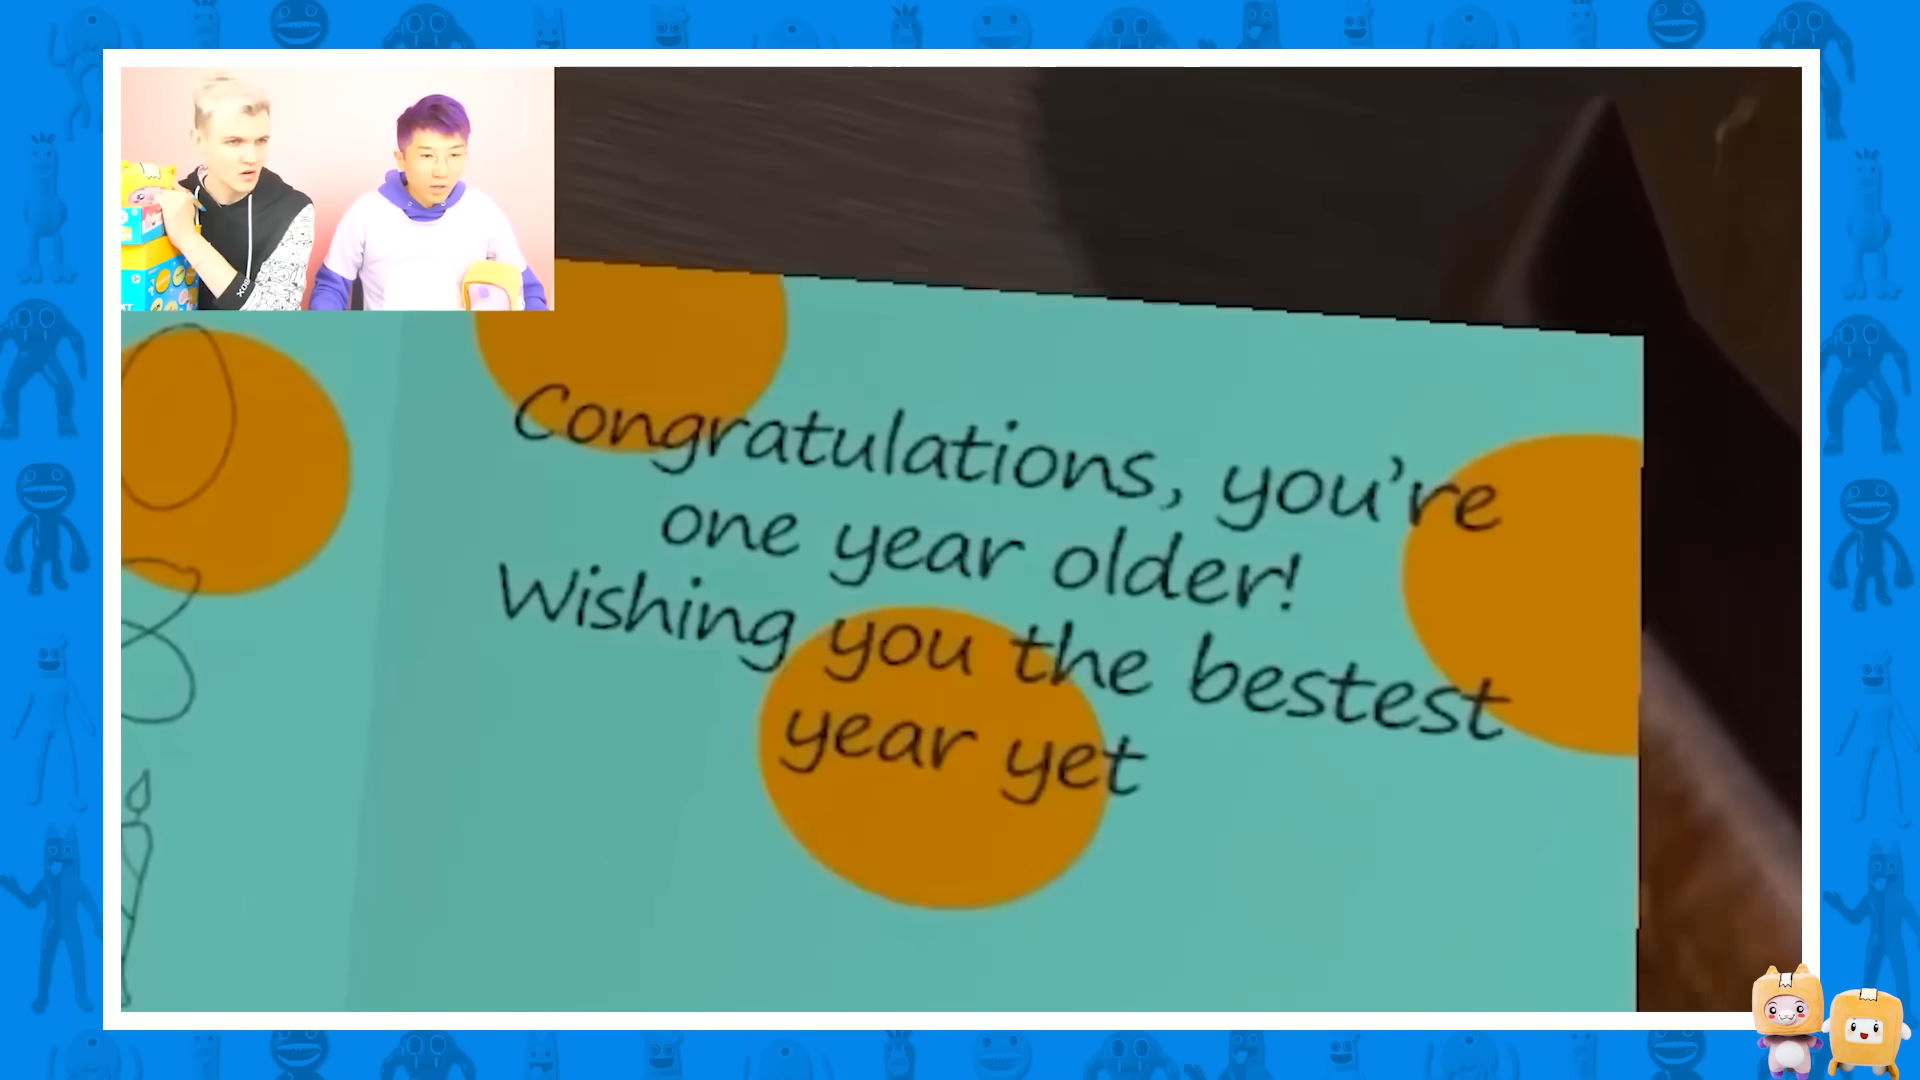 Congratulations, you're
one year older!
Wishing you the bestest
year yet